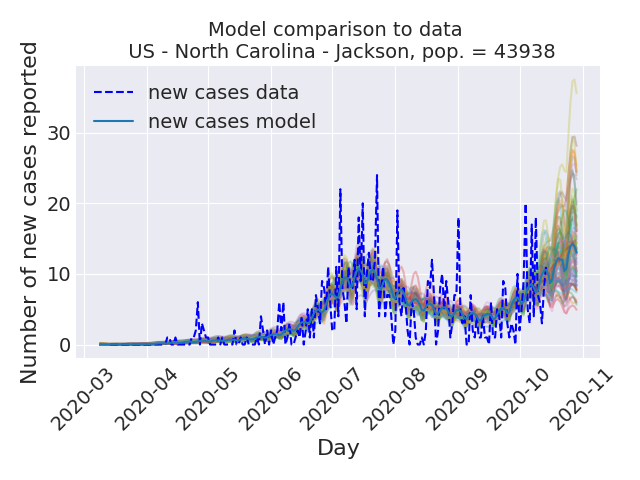 Model comparison to data
US - North Carolina - Jackson, pop. = 43938
Number of new cases reported
30
20
10
0
new cases data
new cases model
2020-03
2020-04
2020-05
2020-06
2020-07
2020-08
2020-09
2020-10
2020-11
Day